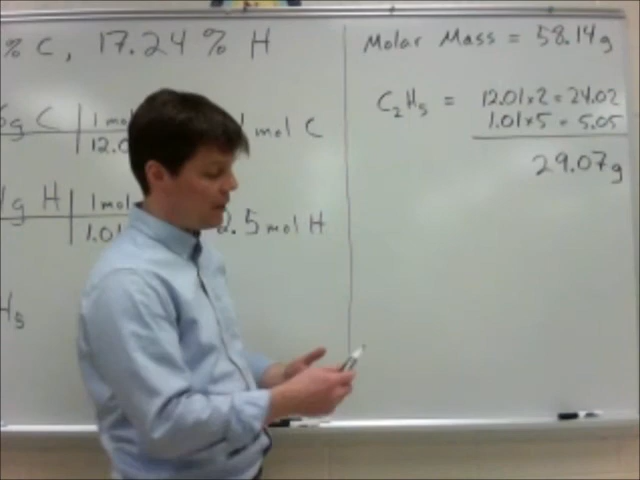 % C, 17.24 % H
g C | 1 mol
12.0
1 mol C
g H | 1 mol
1.01
2.5 mol H
H5
Molar Mass = 58.14g
C2H5 = 12.01x2 = 24.02
1.01x5 = 5.05
29.07g